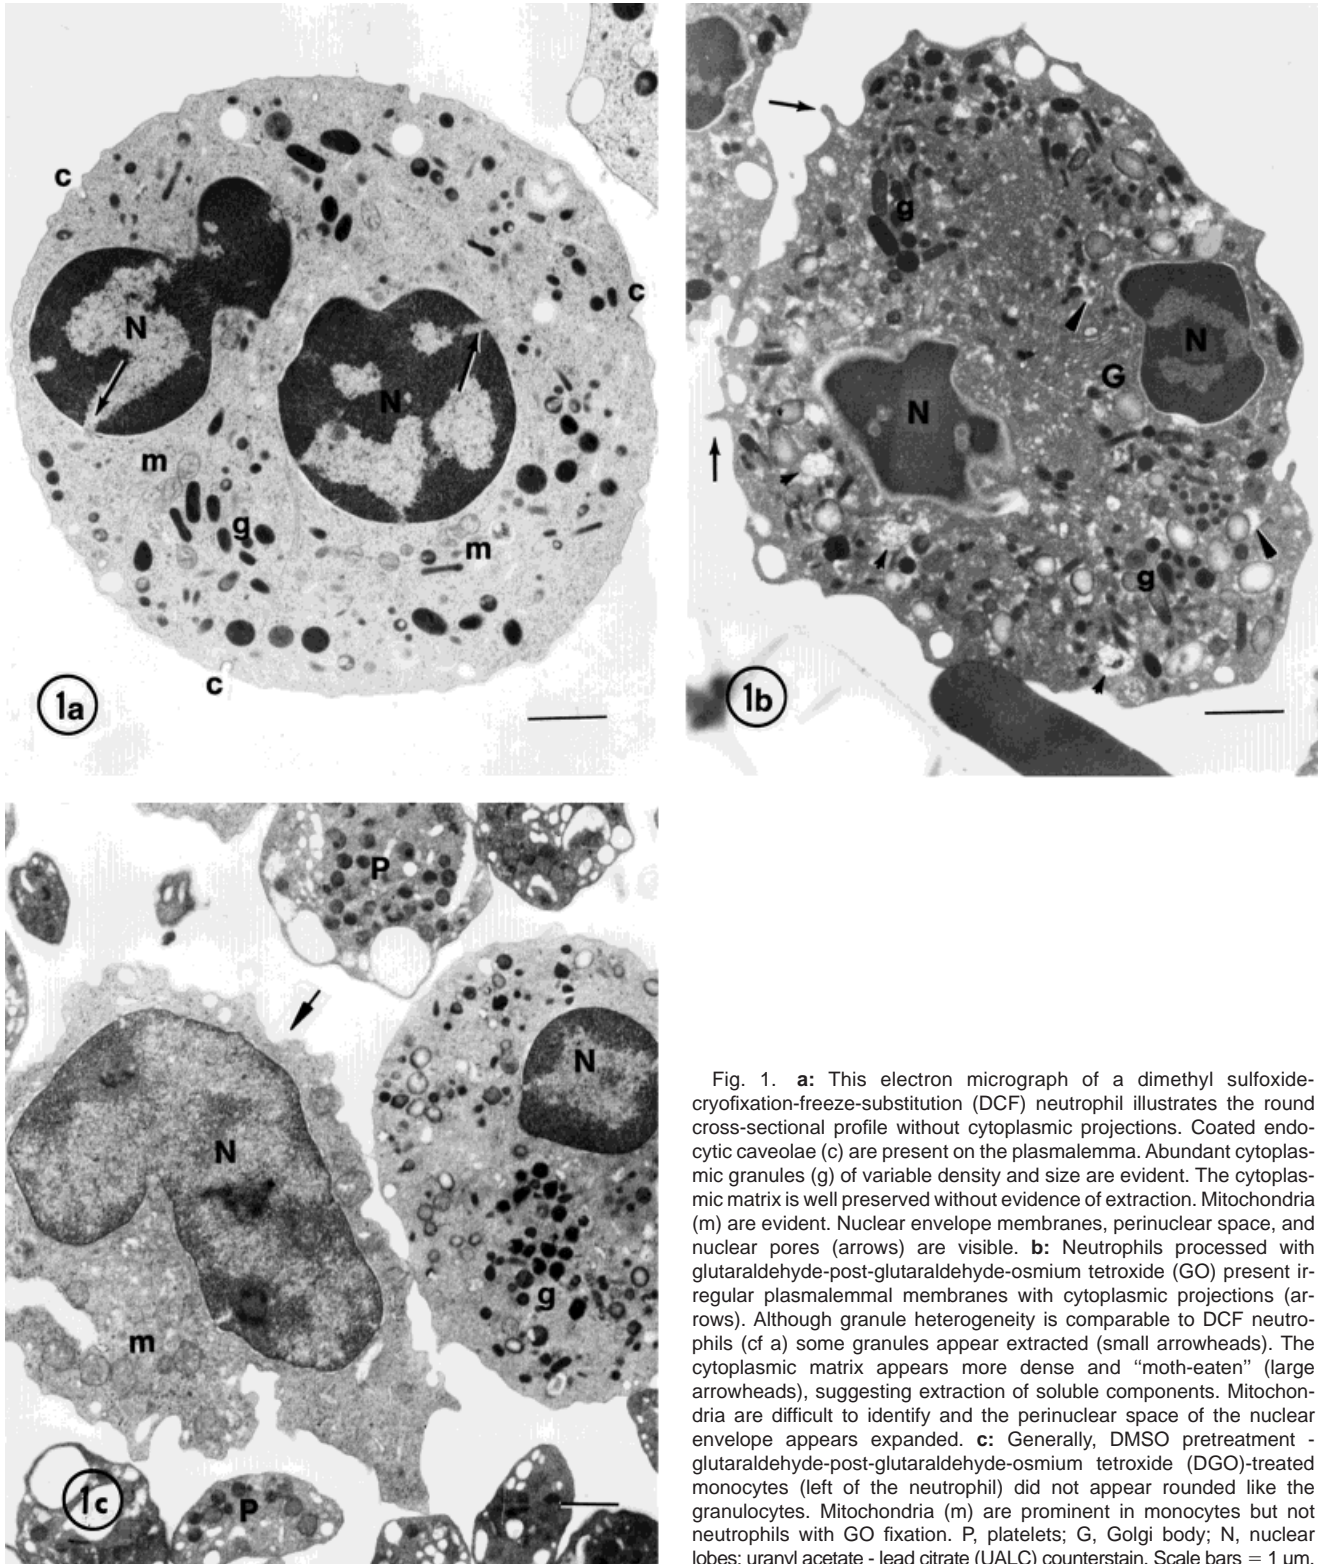 c
c
N
N
m
g
m
c
1a
g
N
G
N
g
1b
P
N
N
g
m
1c
P
Fig. 1. a: This electron micrograph of a dimethyl sulfoxide-
cryofixation-freeze-substitution (DCF) neutrophil illustrates the round
cross-sectional profile without cytoplasmic projections. Coated endo-
cytic caveolae (c) are present on the plasmalemma. Abundant cytoplas-
mic granules (g) of variable density and size are evident. The cytoplas-
mic matrix is well preserved without evidence of extraction. Mitochondria
(m) are evident. Nuclear envelope membranes, perinuclear space, and
nuclear pores (arrows) are visible. b: Neutrophils processed with
glutaraldehyde-post-glutaraldehyde-osmium tetroxide (GO) present ir-
regular plasmalemmal membranes with cytoplasmic projections (ar-
rows). Although granule heterogeneity is comparable to DCF neutro-
phils (cf a) some granules appear extracted (small arrowheads). The
cytoplasmic matrix appears more dense and “moth-eaten” (large
arrowheads), suggesting extraction of soluble components. Mitochon-
dria are difficult to identify and the perinuclear space of the nuclear
envelope appears expanded. c: Generally, DMSO pretreatment -
glutaraldehyde-post-glutaraldehyde-osmium tetroxide (DGO)-treated
monocytes (left of the neutrophil) did not appear rounded like the
granulocytes. Mitochondria (m) are prominent in monocytes but not
neutrophils with GO fixation. P, platelets; G, Golgi body; N, nuclear
lobes; uranyl acetate - lead citrate (UALC) counterstain. Scale bars = 1 µm.